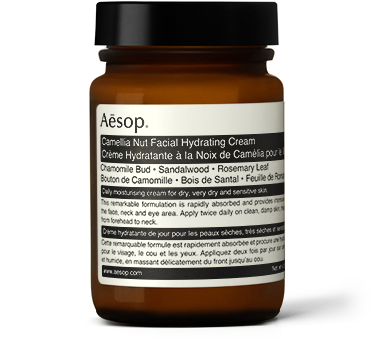 Aēsop.
Camellia Nut Facial Hydrating Cream
Crème Hydratante à la Noix de Camélia pour le
Chamomile Bud • Sandalwood • Rosemary Leaf
Bouton de Camomille • Bois de Santal • Feuille de
Daily moisturising cream for dry, very dry and sensitive skin.
This remarkable formulation is rapidly absorbed and provides
the face, neck and eye area. Apply twice daily on clean, damp skin,
from forehead to neck.
Crème hydratante de jour pour les peaux sèches, très sèches et
Cette remarquable formule est rapidement absorbée et procure une
pour le visage, le cou et les yeux. Appliquez deux fois par jour sur
et humide, en massant délicatement du front jusqu'au cou.
www.aesop.com